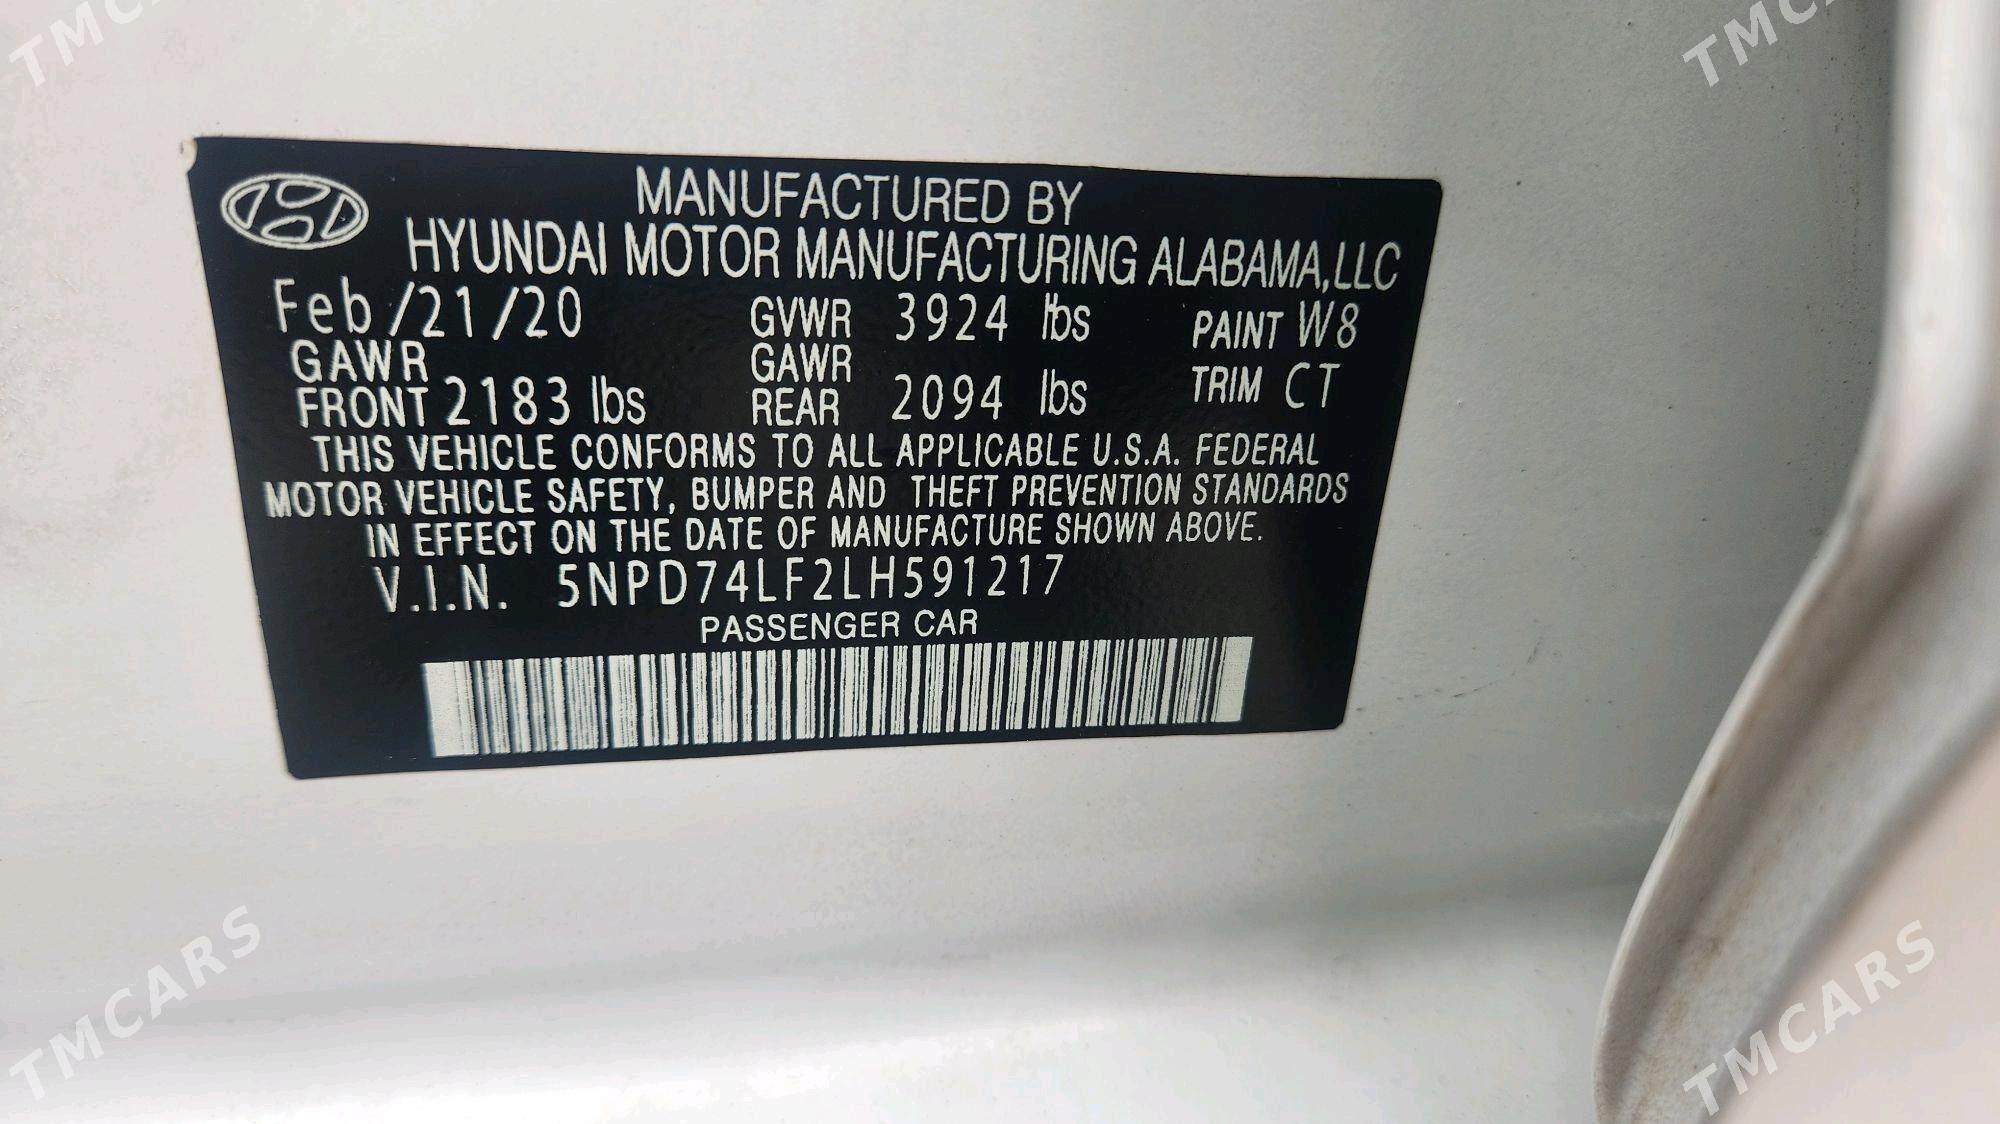 MANUFACTURED BY
HYUNDAI MOTOR MANUFACTURING ALABAMA,LLC
Feb/21/20 GVWR 3924 lbs PAINT W8
GAWR FRONT 2183 lbs GAWR REAR 2094 lbs TRIM CT
THIS VEHICLE CONFORMS TO ALL APPLICABLE U.S.A. FEDERAL
MOTOR VEHICLE SAFETY, BUMPER AND THEFT PREVENTION STANDARDS
IN EFFECT ON THE DATE OF MANUFACTURE SHOWN ABOVE.
V.I.N. 5NPD74LF2LH591217
PASSENGER CAR
TMCARS
TMCARS